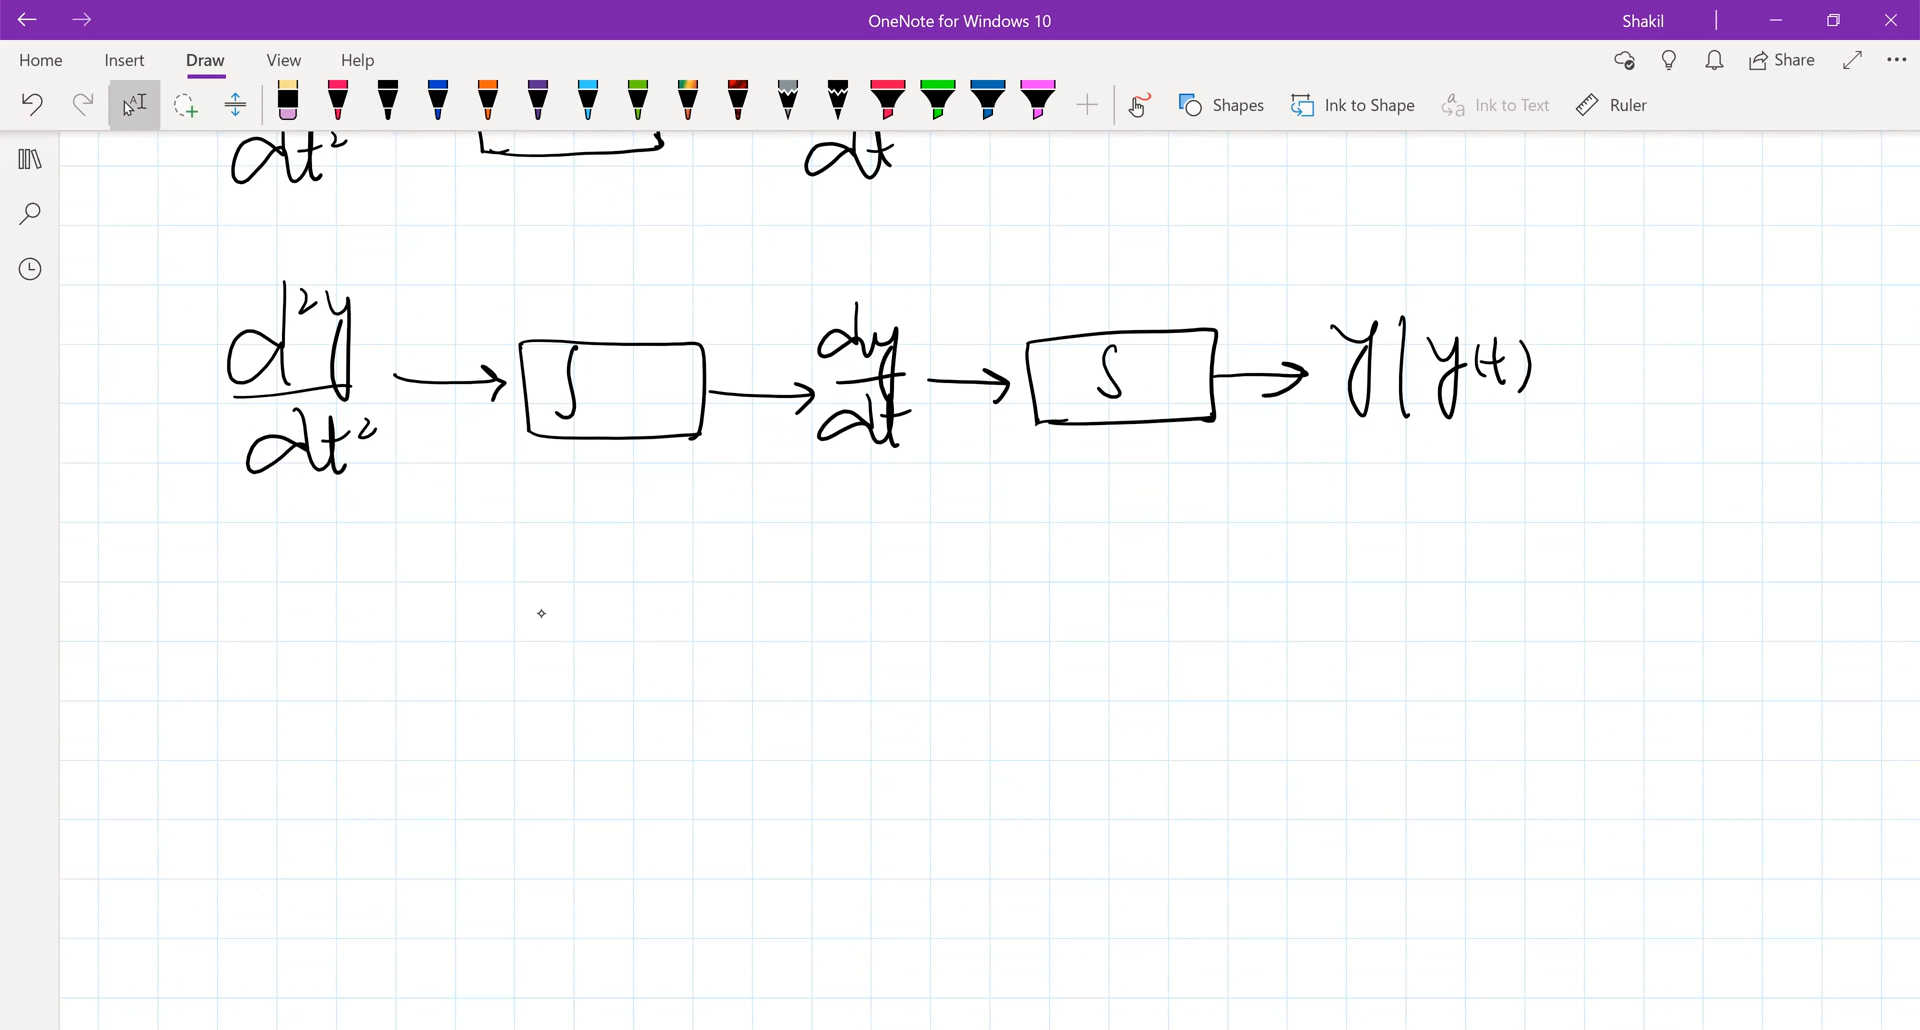 OneNote for Windows 10
Shakil
Home Insert Draw View Help
Share
Shapes Ink to Shape Ink to Text Ruler
dt²
dt
d²y/dt² → ∫ → dy/dt → ∫ → y | y(t)